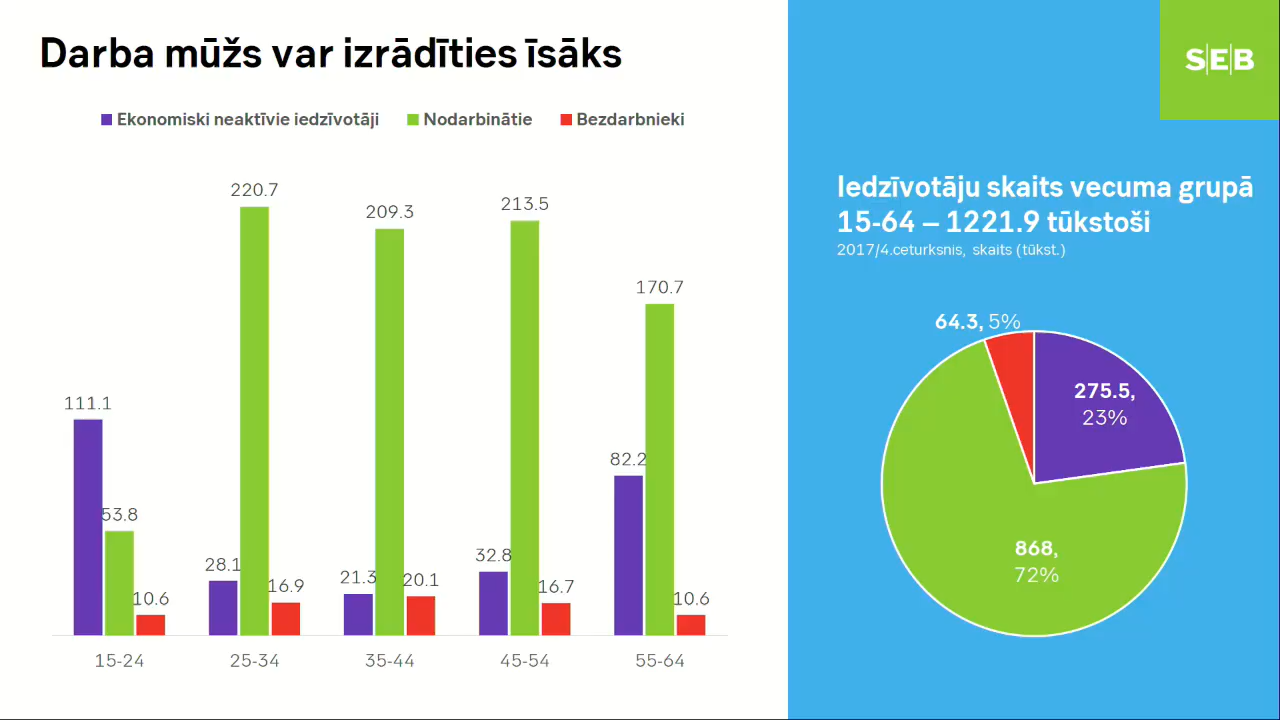 Darba mūžs var izrādīties īsāks
Ekonomiski neaktīvie iedzīvotāji Nodarbinātie Bezdarbnieki
111.1 53.8 10.6
28.1 220.7 16.9
21.3 209.3 20.1
32.8 213.5 16.7
82.2 170.7 10.6
15-24 25-34 35-44 45-54 55-64
S|E|B
Iedzīvotāju skaits vecuma grupā
15-64 – 1221.9 tūkstoši
2017/4.ceturksnis, skaits (tūkst.)
64.3, 5%
275.5,
23%
868,
72%